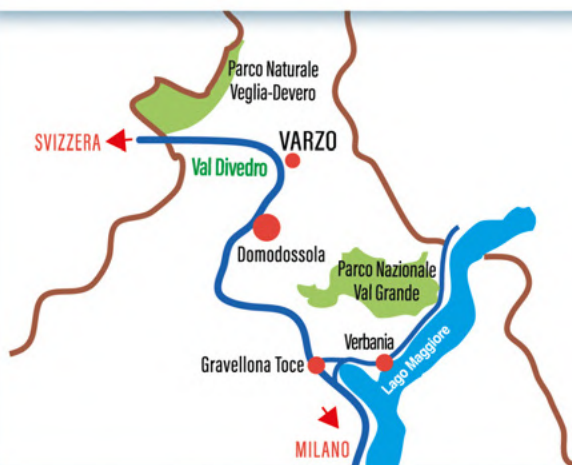 Parco Naturale
Veglia-Devero
SVIZZERA
VARZO
Val Divedro
Domodossola
Parco Nazionale
Val Grande
Verbania
Gravellona Toce
Lago Maggiore
MILANO